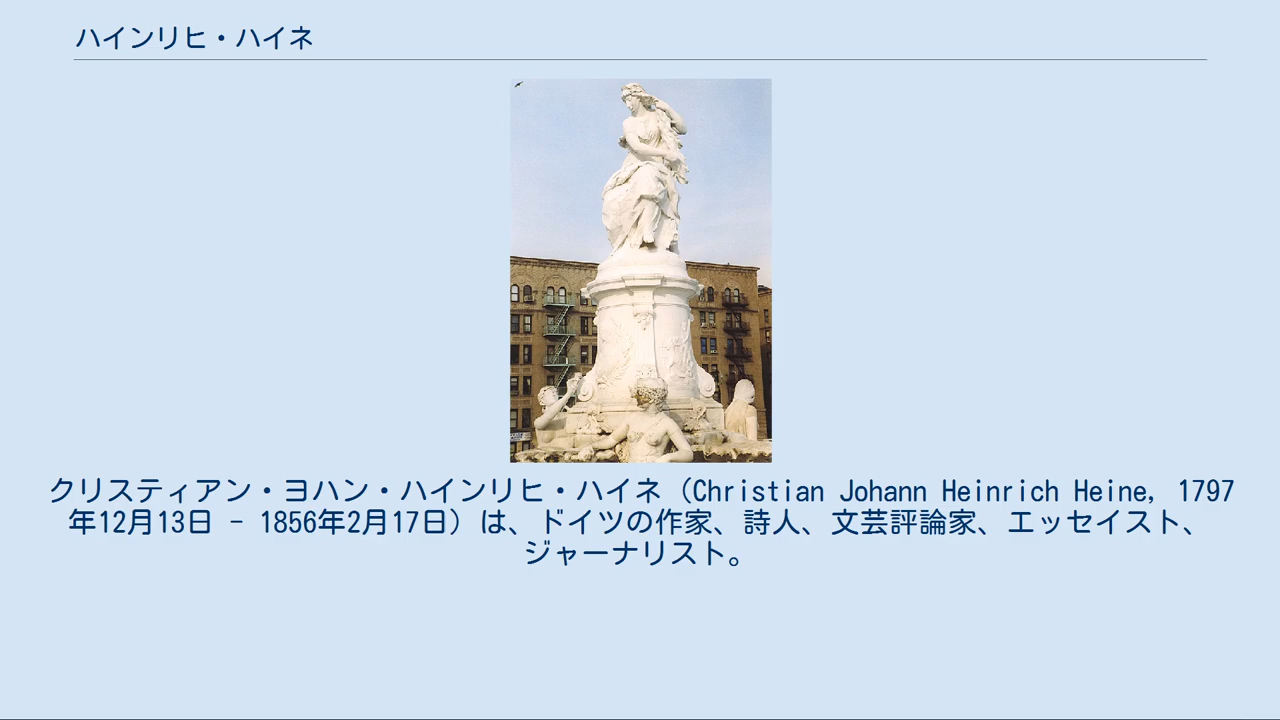 ハインリヒ・ハイネ
クリスティアン・ヨハン・ハインリヒ・ハイネ（Christian Johann Heinrich Heine, 1797
年12月13日 - 1856年2月17日）は、ドイツの作家、詩人、文芸評論家、エッセイスト、
ジャーナリスト。